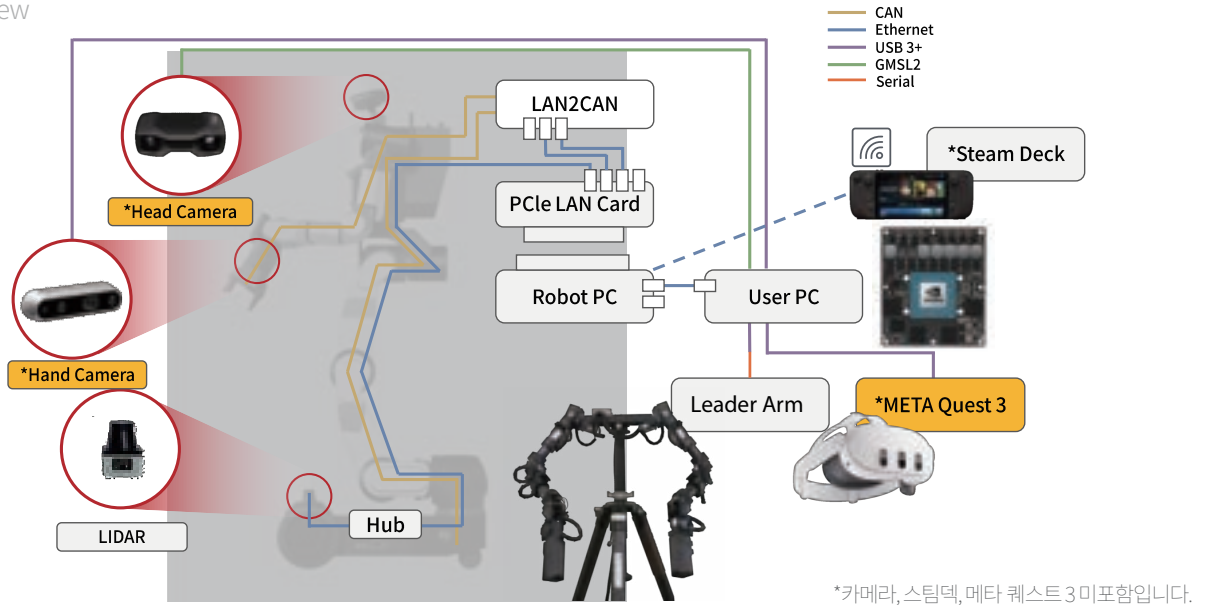 ew
CAN
Ethernet
USB 3+
GMSL2
Serial
LAN2CAN
*Steam Deck
PCle LAN Card
*Head Camera
Robot PC
User PC
*Hand Camera
Leader Arm
*META Quest 3
Hub
LIDAR
*카메라, 스팀덱, 메타 퀘스트 3 미포함입니다.